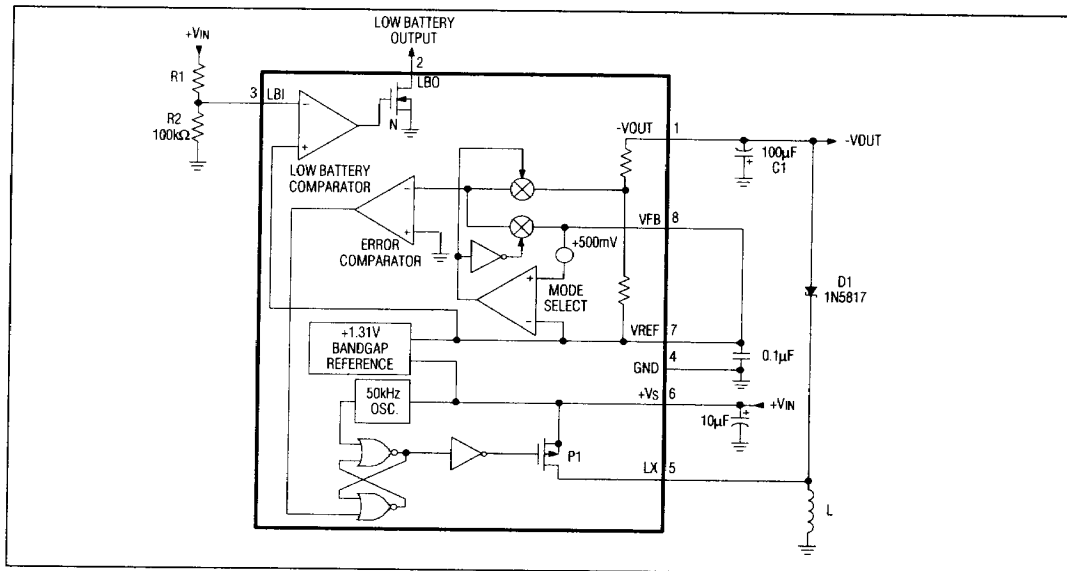 LOW BATTERY
OUTPUT
+VIN
2
LBO
R1
3 LBI
−
N
R2
100kΩ
+
−VOUT
1
−VOUT
100µF
+
C1
LOW BATTERY
COMPARATOR
−
VFB
8
+
+500mV
ERROR
COMPARATOR
+
MODE
SELECT
−
D1
1N5817
+1.31V
BANDGAP
REFERENCE
VREF
7
4
GND
0.1µF
50kHz
OSC.
+VS
6
+VIN
10µF
+
P1
LX
5
L